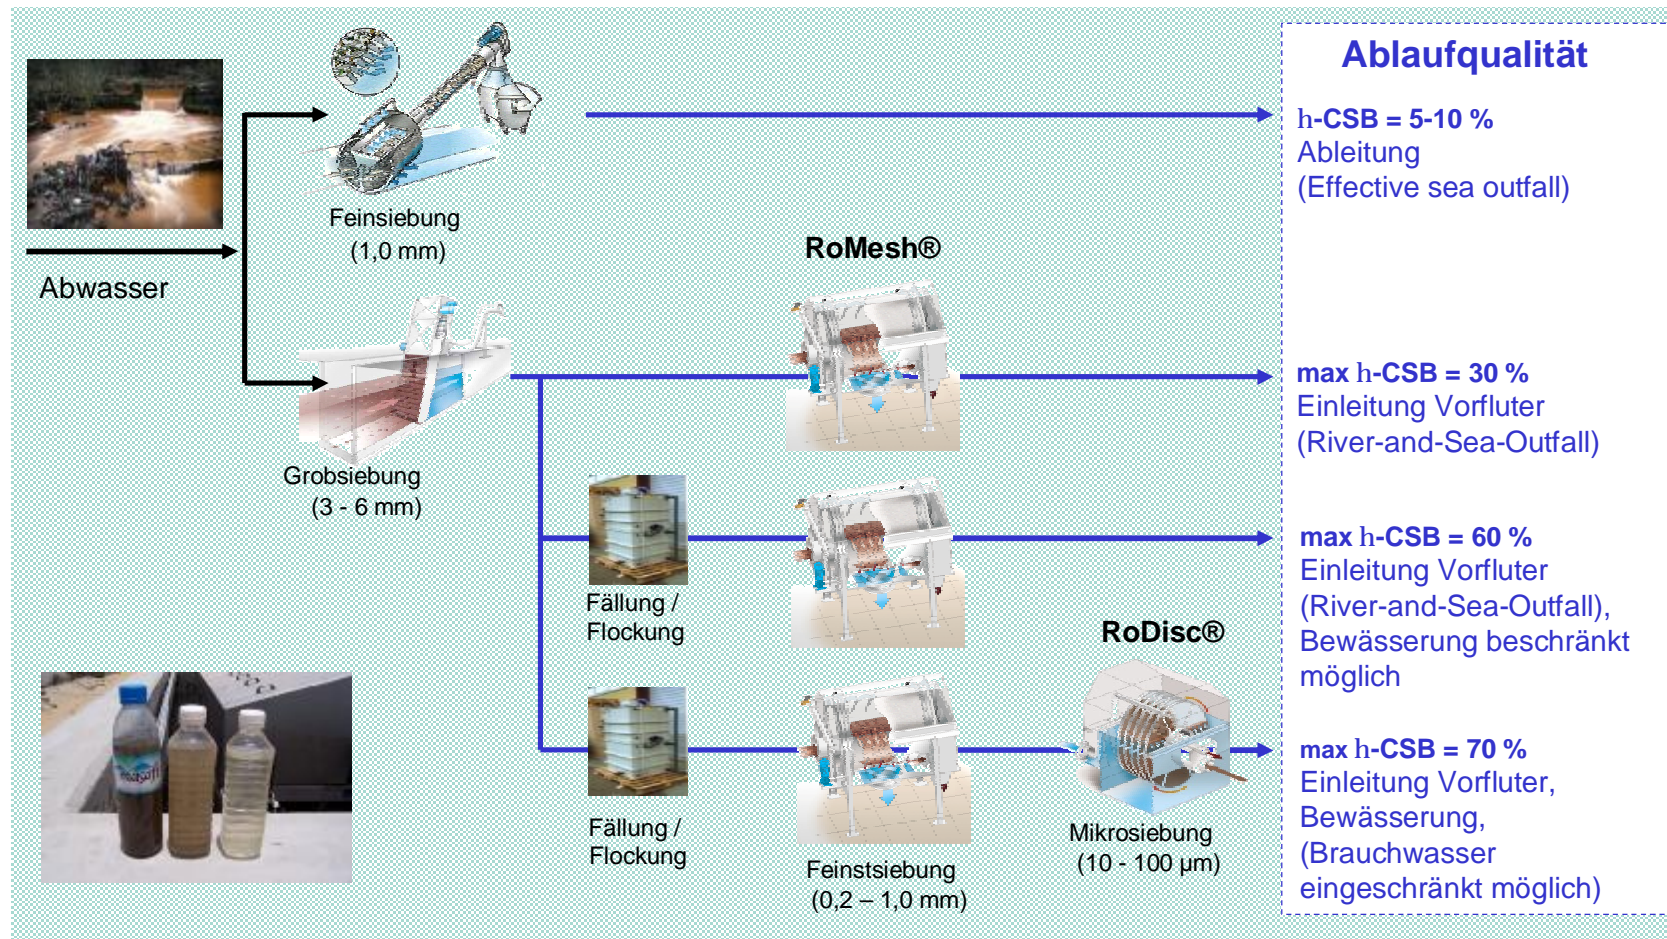 Ablaufqualität
h-CSB = 5-10 %
Ableitung
(Effective sea outfall)
Feinsiebung
(1,0 mm)
RoMesh®
Abwasser
max h-CSB = 30 %
Einleitung Vorfluter
(River-and-Sea-Outfall)
Grobsiebung
(3 - 6 mm)
max h-CSB = 60 %
Einleitung Vorfluter
(River-and-Sea-Outfall),
Bewässerung beschränkt
möglich
Fällung /
Flockung
RoDisc®
max h-CSB = 70 %
Einleitung Vorfluter,
Bewässerung,
(Brauchwasser
eingeschränkt möglich)
Fällung /
Flockung
Feinstsiebung
(0,2 – 1,0 mm)
Mikrosiebung
(10 - 100 µm)